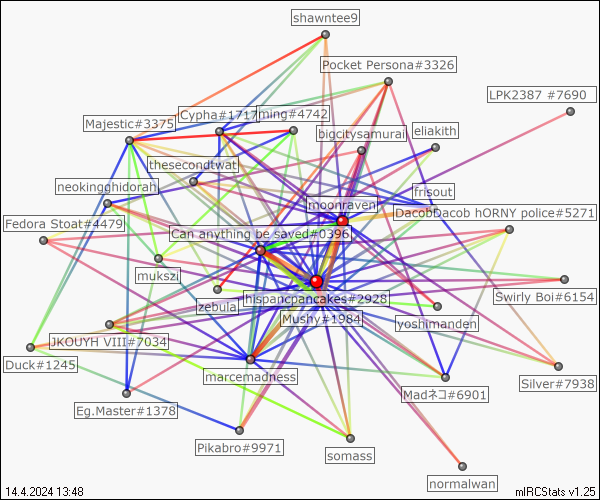 shawntee9
Pocket Persona#3326
LPK2387 #7690
Cypha#1717
ming#4742
Majestic#3375
bigcitysamurai
eliakith
thesecondtwat
neokingghidorah
frisout
moonraven
DacobDacob hORNY police#5271
Fedora Stoat#4479
Can anything be saved#0396
mukszi
hispancpancakes#2928
Swirly Boi#6154
zebula
Mushy#1984
yoshimanden
JKOUYH VIII#7034
Duck#1245
marcemadness
Silver#7938
Madネコ#6901
Eg.Master#1378
Pikabro#9971
somass
normalwan
14.4.2024 13:48
mIRCStats v1.25